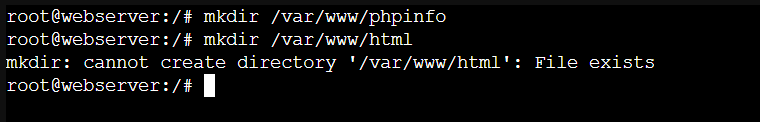 root@webserver:/# mkdir /var/www/phpinfo
root@webserver:/# mkdir /var/www/html
mkdir: cannot create directory '/var/www/html': File exists
root@webserver:/#